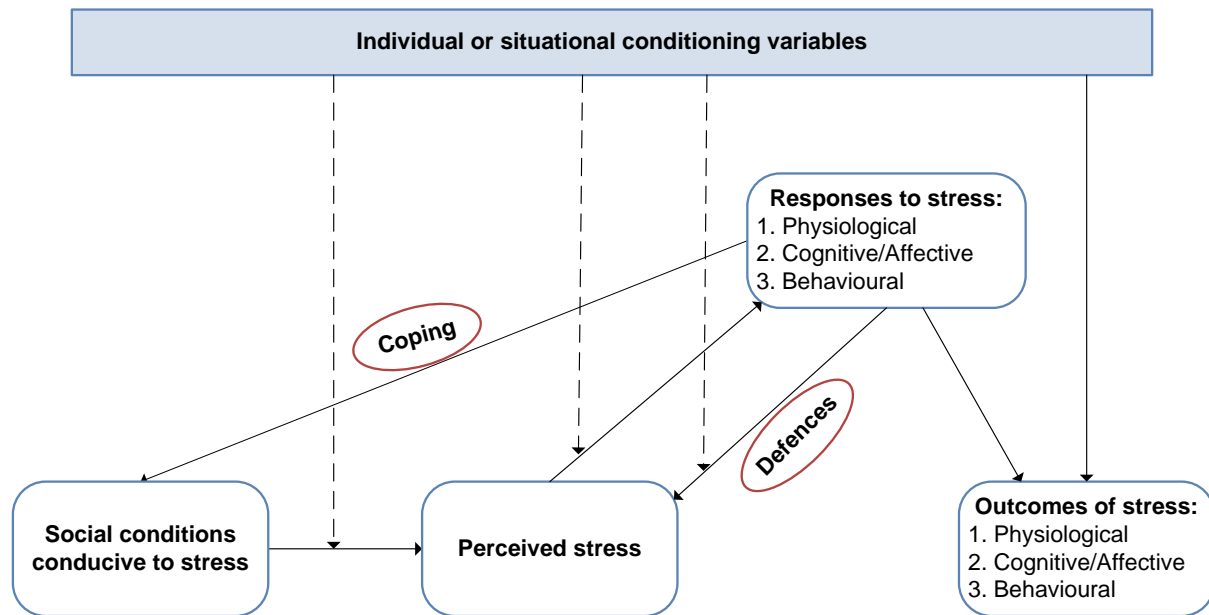 Individual or situational conditioning variables
Responses to stress:
1. Physiological
2. Cognitive/Affective
3. Behavioural
Coping
Defences
Social conditions
conducive to stress
Perceived stress
Outcomes of stress:
1. Physiological
2. Cognitive/Affective
3. Behavioural